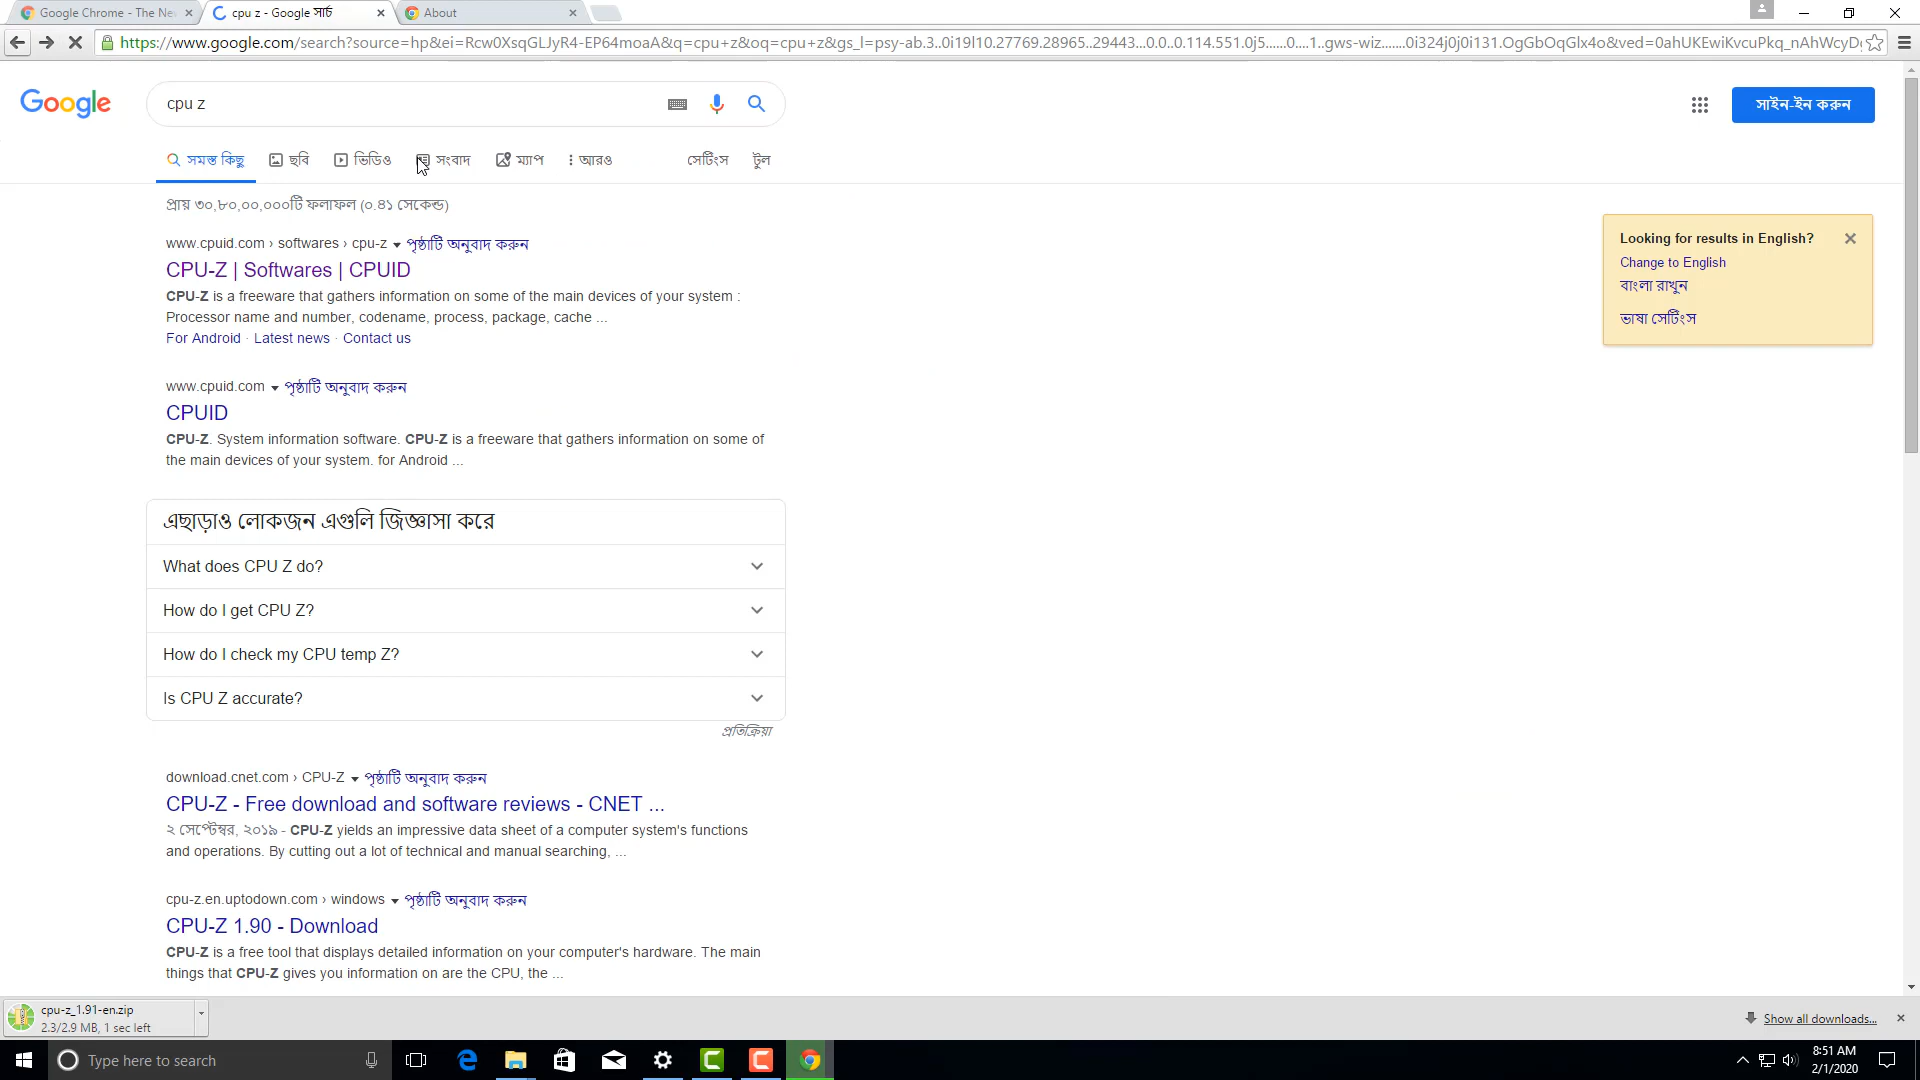 Google Chrome - The Ne
cpu z - Google সার্চ
About
https://www.google.com/search?source=hp&ei=Rcw0XsqGLJyR4-EP64moaA&q=cpu+z&oq=cpu+z&gs_l=psy-ab.3..0i19l10.27769.28965..29443...0.0..0.114.551.0j5......0....1..gws-wiz.......0i324j0j0i131.OgGbOqGlx4o&ved=0ahUKEwiKvcuPkq_nAhWcyD
Google
cpu z
সাইন-ইন করুন
সমস্ত কিছু
ছবি
ভিডিও
সংবাদ
ম্যাপ
আরও
সেটিংস
টুল
প্রায় ৩০,৮০,০০,০০০টি ফলাফল (০.৪১ সেকেন্ড)
www.cpuid.com › softwares › cpu-z ▾ পৃষ্ঠাটি অনুবাদ করুন
CPU-Z | Softwares | CPUID
CPU-Z is a freeware that gathers information on some of the main devices of your system :
Processor name and number, codename, process, package, cache ...
For Android · Latest news · Contact us
Looking for results in English?
Change to English
বাংলা রাখুন
ভাষা সেটিংস
www.cpuid.com ▾ পৃষ্ঠাটি অনুবাদ করুন
CPUID
CPU-Z. System information software. CPU-Z is a freeware that gathers information on some of
the main devices of your system. for Android ...
এছাড়াও লোকজন এগুলি জিজ্ঞাসা করে
What does CPU Z do?
How do I get CPU Z?
How do I check my CPU temp Z?
Is CPU Z accurate?
প্রতিক্রিয়া
download.cnet.com › CPU-Z ▾ পৃষ্ঠাটি অনুবাদ করুন
CPU-Z - Free download and software reviews - CNET ...
২ সেপ্টেম্বর, ২০১৯ - CPU-Z yields an impressive data sheet of a computer system's functions
and operations. By cutting out a lot of technical and manual searching, ...
cpu-z.en.uptodown.com › windows ▾ পৃষ্ঠাটি অনুবাদ করুন
CPU-Z 1.90 - Download
CPU-Z is a free tool that displays detailed information on your computer's hardware. The main
things that CPU-Z gives you information on are the CPU, the ...
cpu-z_1.91-en.zip
2.3/2.9 MB, 1 sec left
Show all downloads...
Type here to search
8:51 AM
2/1/2020